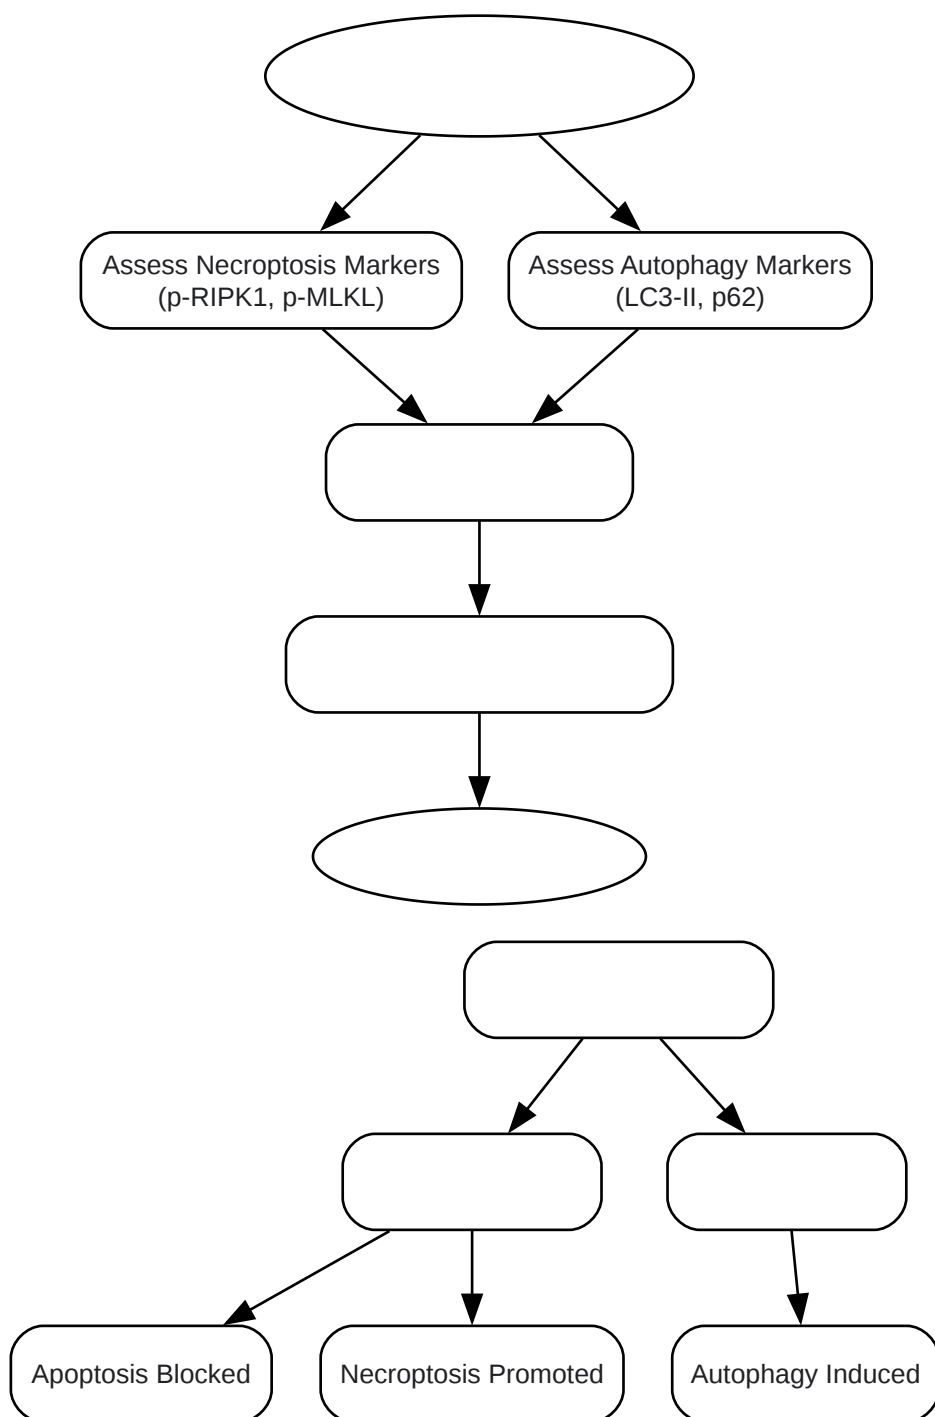 Assess Necroptosis Markers
(p-RIPK1, p-MLKL)
Assess Autophagy Markers
(LC3-II, p62)
Apoptosis Blocked
Necroptosis Promoted
Autophagy Induced